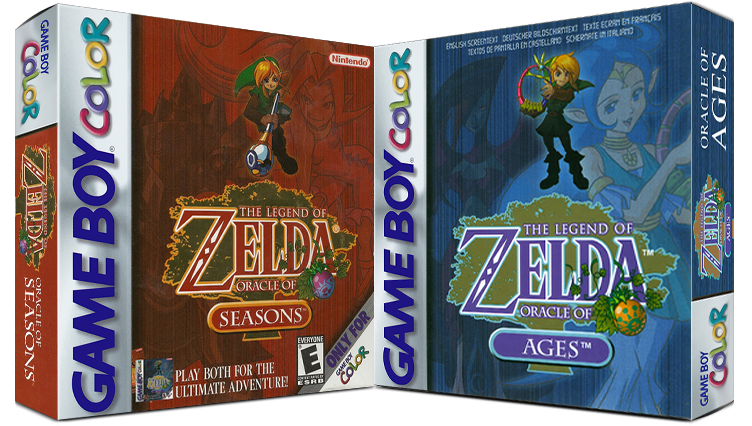 GAME BOY
COLOR
THE LEGEND OF
ZELDA
ORACLE OF
SEASONS
GAME BOY COLOR
Nintendo
THE LEGEND OF
ZELDA
ORACLE OF
SEASONS™
PLAY BOTH FOR THE
ULTIMATE ADVENTURE!
EVERYONE
E
ESRB
ONLY FOR
GAME BOY
COLOR
GAME BOY COLOR
ENGLISH SCREENTEXT DEUTSCHER BILDSCHIRMTEXT TEXTE ECRAN EN FRANÇAIS
TEXTOS DE PANTALLA EN CASTELLANO SCHERMATE IN ITALIANO
THE LEGEND OF
ZELDA™
ORACLE OF
AGES™
ORACLE OF
AGES
ZELDA
AGES
GAME BOY
COLOR